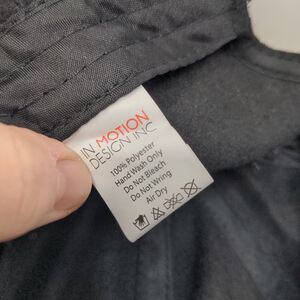 IN MOTION
DESIGN INC
100% Polyester
Hand Wash Only
Do Not Bleach
Do Not Wring
Air Dry